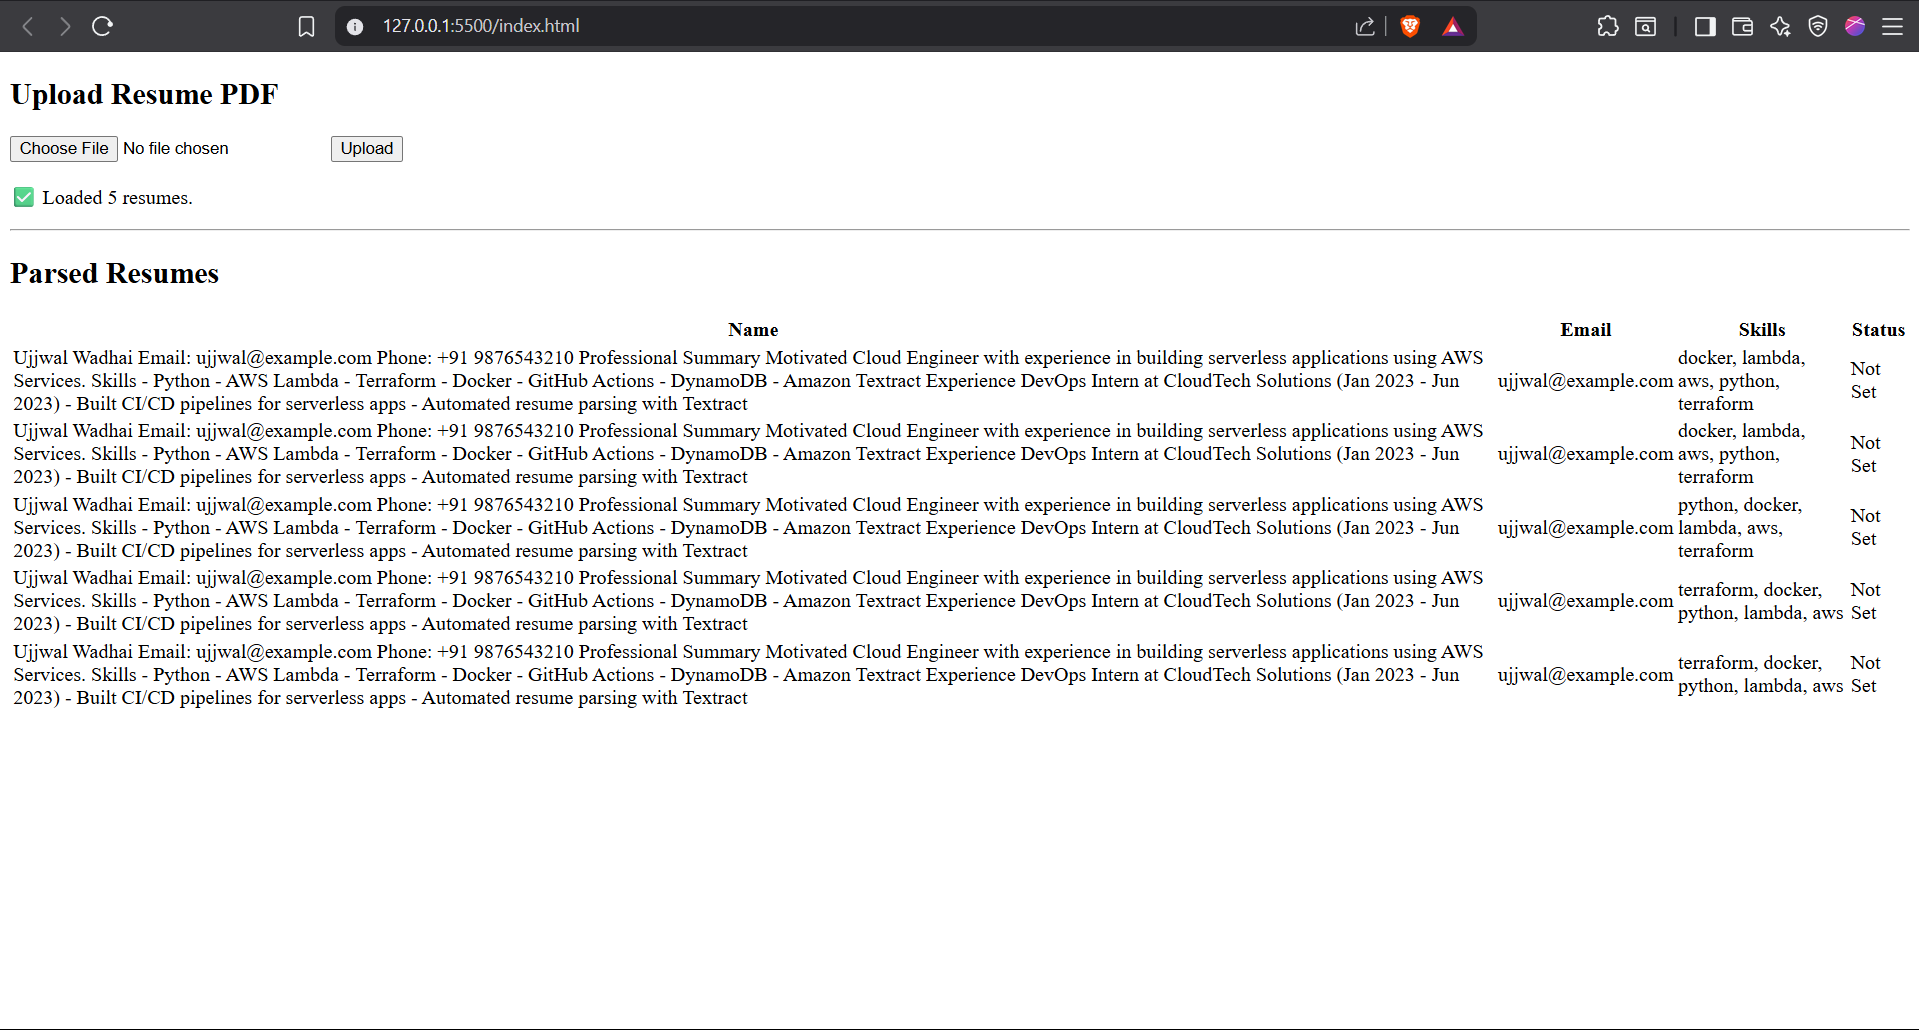 127.0.0.1:5500/index.html
Upload Resume PDF
Choose File No file chosen Upload
✅ Loaded 5 resumes.
Parsed Resumes
Name Email Skills Status
Ujjwal Wadhai Email: ujjwal@example.com Phone: +91 9876543210 Professional Summary Motivated Cloud Engineer with experience in building serverless applications using AWS
Services. Skills - Python - AWS Lambda - Terraform - Docker - GitHub Actions - DynamoDB - Amazon Textract Experience DevOps Intern at CloudTech Solutions (Jan 2023 - Jun
2023) - Built CI/CD pipelines for serverless apps - Automated resume parsing with Textract
ujjwal@example.com
docker, lambda,
aws, python,
terraform
Not
Set
Ujjwal Wadhai Email: ujjwal@example.com Phone: +91 9876543210 Professional Summary Motivated Cloud Engineer with experience in building serverless applications using AWS
Services. Skills - Python - AWS Lambda - Terraform - Docker - GitHub Actions - DynamoDB - Amazon Textract Experience DevOps Intern at CloudTech Solutions (Jan 2023 - Jun
2023) - Built CI/CD pipelines for serverless apps - Automated resume parsing with Textract
ujjwal@example.com
docker, lambda,
aws, python,
terraform
Not
Set
Ujjwal Wadhai Email: ujjwal@example.com Phone: +91 9876543210 Professional Summary Motivated Cloud Engineer with experience in building serverless applications using AWS
Services. Skills - Python - AWS Lambda - Terraform - Docker - GitHub Actions - DynamoDB - Amazon Textract Experience DevOps Intern at CloudTech Solutions (Jan 2023 - Jun
2023) - Built CI/CD pipelines for serverless apps - Automated resume parsing with Textract
ujjwal@example.com
python, docker,
lambda, aws,
terraform
Not
Set
Ujjwal Wadhai Email: ujjwal@example.com Phone: +91 9876543210 Professional Summary Motivated Cloud Engineer with experience in building serverless applications using AWS
Services. Skills - Python - AWS Lambda - Terraform - Docker - GitHub Actions - DynamoDB - Amazon Textract Experience DevOps Intern at CloudTech Solutions (Jan 2023 - Jun
2023) - Built CI/CD pipelines for serverless apps - Automated resume parsing with Textract
ujjwal@example.com
terraform, docker,
python, lambda, aws
Not
Set
Ujjwal Wadhai Email: ujjwal@example.com Phone: +91 9876543210 Professional Summary Motivated Cloud Engineer with experience in building serverless applications using AWS
Services. Skills - Python - AWS Lambda - Terraform - Docker - GitHub Actions - DynamoDB - Amazon Textract Experience DevOps Intern at CloudTech Solutions (Jan 2023 - Jun
2023) - Built CI/CD pipelines for serverless apps - Automated resume parsing with Textract
ujjwal@example.com
terraform, docker,
python, lambda, aws
Not
Set